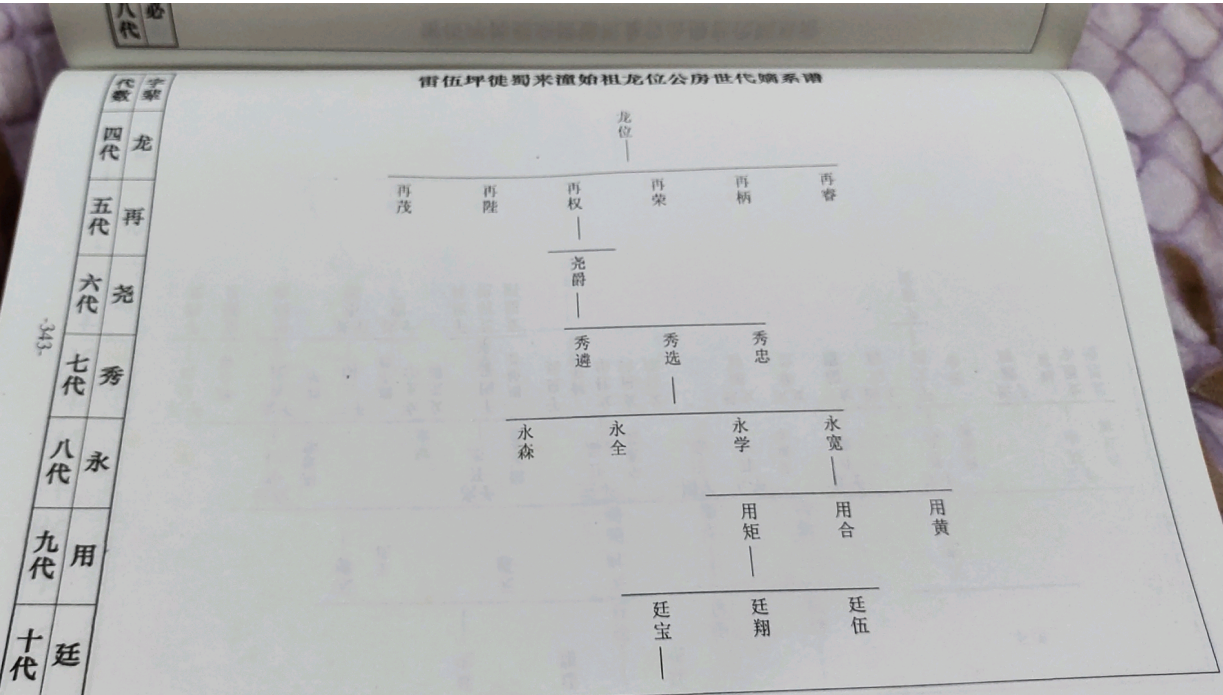 八代 必
雷伍坪徙蜀来潼始祖龙位公房世代嫡系谱
代数 字辈
四代 龙
龙位
五代 再
再茂 再陛 再权 再荣 再柄 再睿
六代 尧
尧爵
七代 秀
秀遴 秀选 秀忠
八代 永
永森 永全 永学 永宽
九代 用
用矩 用合 用黄
十代 廷
廷宝 廷翔 廷伍
-343-